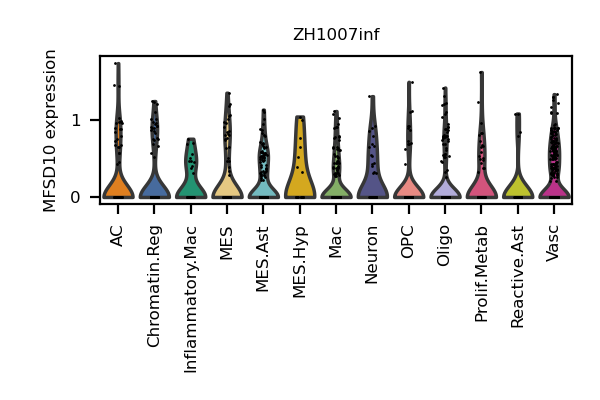 ZH1007inf
MFSD10 expression
1
0
AC
Chromatin.Reg
Inflammatory.Mac
MES
MES.Ast
MES.Hyp
Mac
Neuron
OPC
Oligo
Prolif.Metab
Reactive.Ast
Vasc